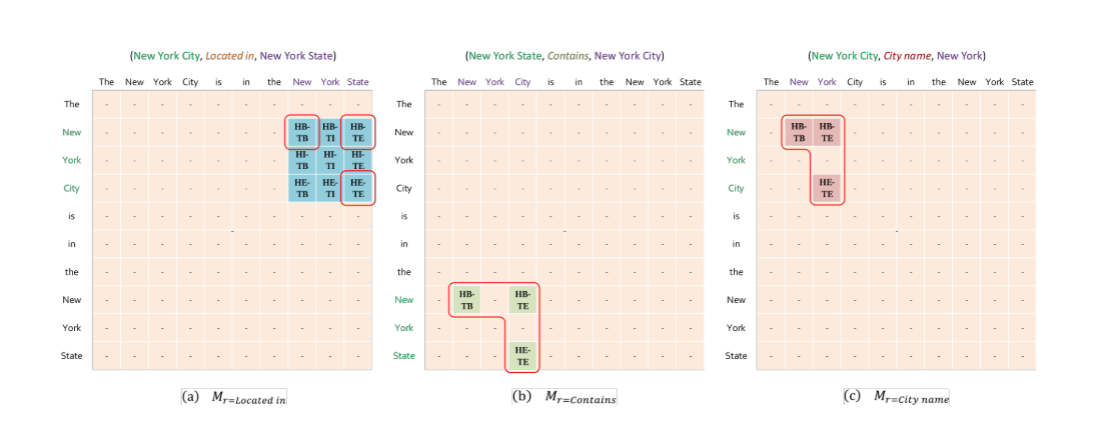 (New York City, Located in, New York State)
The New York City is in the New York State
The - - - - - - - - - -
New - - - - - - - HB-TB HB-TI HB-TE
York - - - - - - - HI-TB HI-TI HI-TE
City - - - - - - - HE-TB HE-TI HE-TE
is - - - - - - - - - -
in - - - - - - - - - -
the - - - - - - - - - -
New - - - - - - - - - -
York - - - - - - - - - -
State - - - - - - - - - -
(a) M r=Located in
(New York State, Contains, New York City)
The New York City is in the New York State
The - - - - - - - - - -
New - - - - - - - - - -
York - - - - - - - - - -
City - - - - - - - - - -
is - - - - - - - - - -
in - - - - - - - - - -
the - - - - - - - - - -
New - HB-TB - HB-TE - - - - - -
York - - - - - - - - - -
State - - - HE-TE - - - - - -
(b) M r=Contains
(New York City, City name, New York)
The New York City is in the New York State
The - - - - - - - - - -
New - HB-TB HB-TE - - - - - - -
York - - - - - - - - - -
City - - HE-TE - - - - - - -
is - - - - - - - - - -
in - - - - - - - - - -
the - - - - - - - - - -
New - - - - - - - - - -
York - - - - - - - - - -
State - - - - - - - - - -
(c) M r=City name